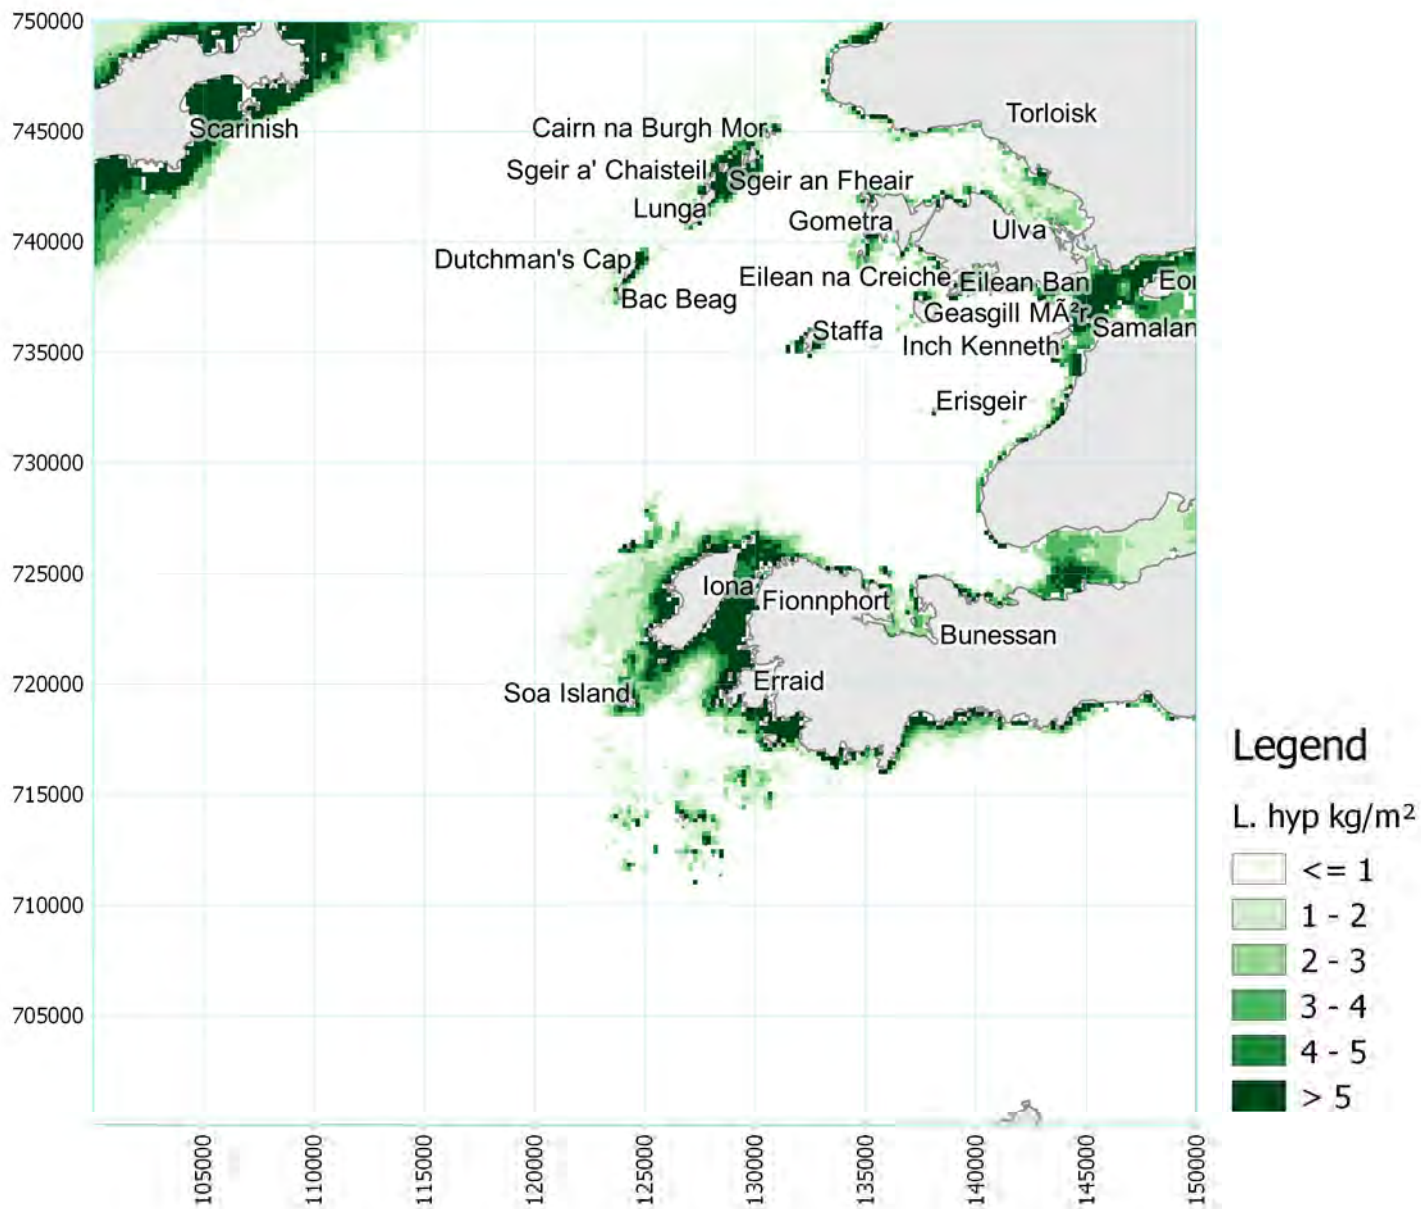 750000
745000
740000
735000
730000
725000
720000
715000
710000
705000
Scarinish
Torloisk
Cairn na Burgh Mor
Sgeir a' Chaisteil
Sgeir an Fheair
Lunga
Gometra
Ulva
Dutchman's Cap
Eilean na Creiche
Eilean Ban
Eor
Bac Beag
Geasgill MÃ²r
Samalan
Staffa
Inch Kenneth
Erisgeir
Iona
Fionnphort
Bunessan
Erraid
Soa Island
105000
110000
115000
120000
125000
130000
135000
140000
145000
150000
Legend
L. hyp kg/m²
<= 1
1 - 2
2 - 3
3 - 4
4 - 5
> 5